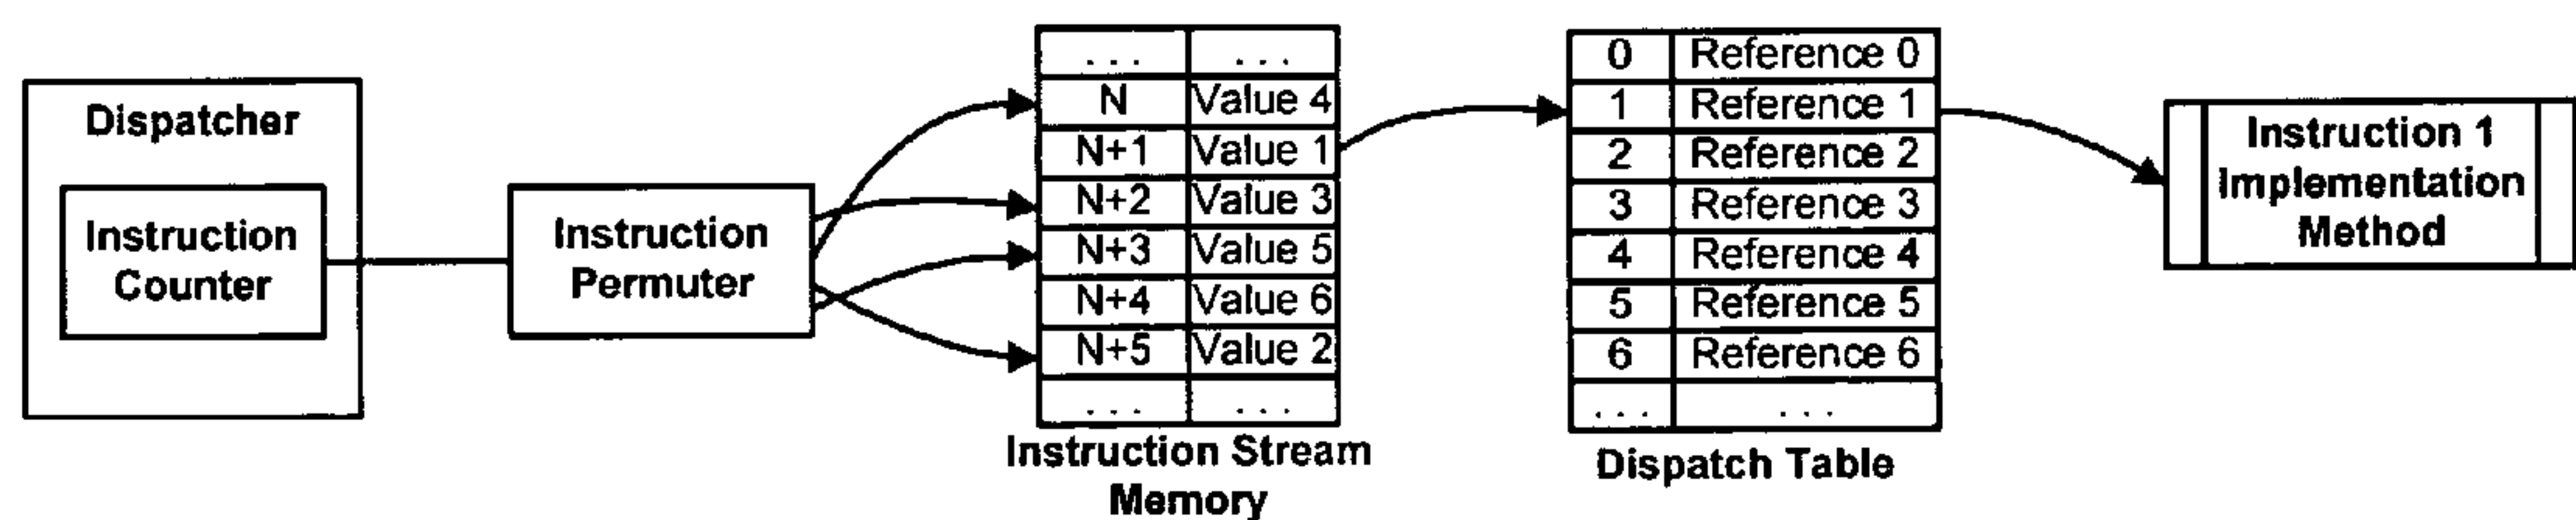 Dispatcher
Instruction
Counter
Instruction
Permuter
. . . . . .
N Value 4
N+1 Value 1
N+2 Value 3
N+3 Value 5
N+4 Value 6
N+5 Value 2
. . . . . .
Instruction Stream
Memory
0 Reference 0
1 Reference 1
2 Reference 2
3 Reference 3
4 Reference 4
5 Reference 5
6 Reference 6
. . . . . .
Dispatch Table
Instruction 1
Implementation
Method